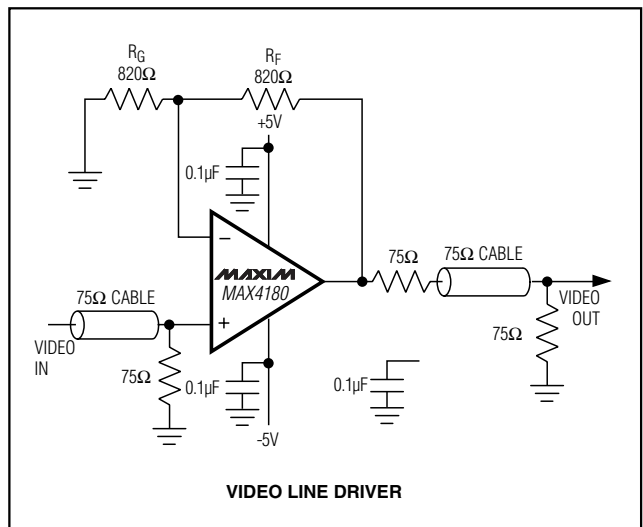 RG
820Ω
RF
820Ω
+5V
0.1µF
MAXIM
MAX4180
−
+
75Ω CABLE
VIDEO
IN
75Ω
0.1µF
-5V
75Ω
75Ω CABLE
VIDEO
OUT
75Ω
0.1µF
VIDEO LINE DRIVER